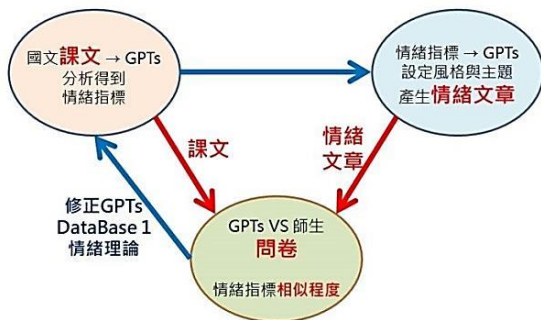 國文課文 → GPTs
分析得到
情緒指標
情緒指標 → GPTs
設定風格與主題
產生情緒文章
課文
情緒
文章
修正GPTs
DataBase 1
情緒理論
GPTs VS 師生
問卷
情緒指標相似程度